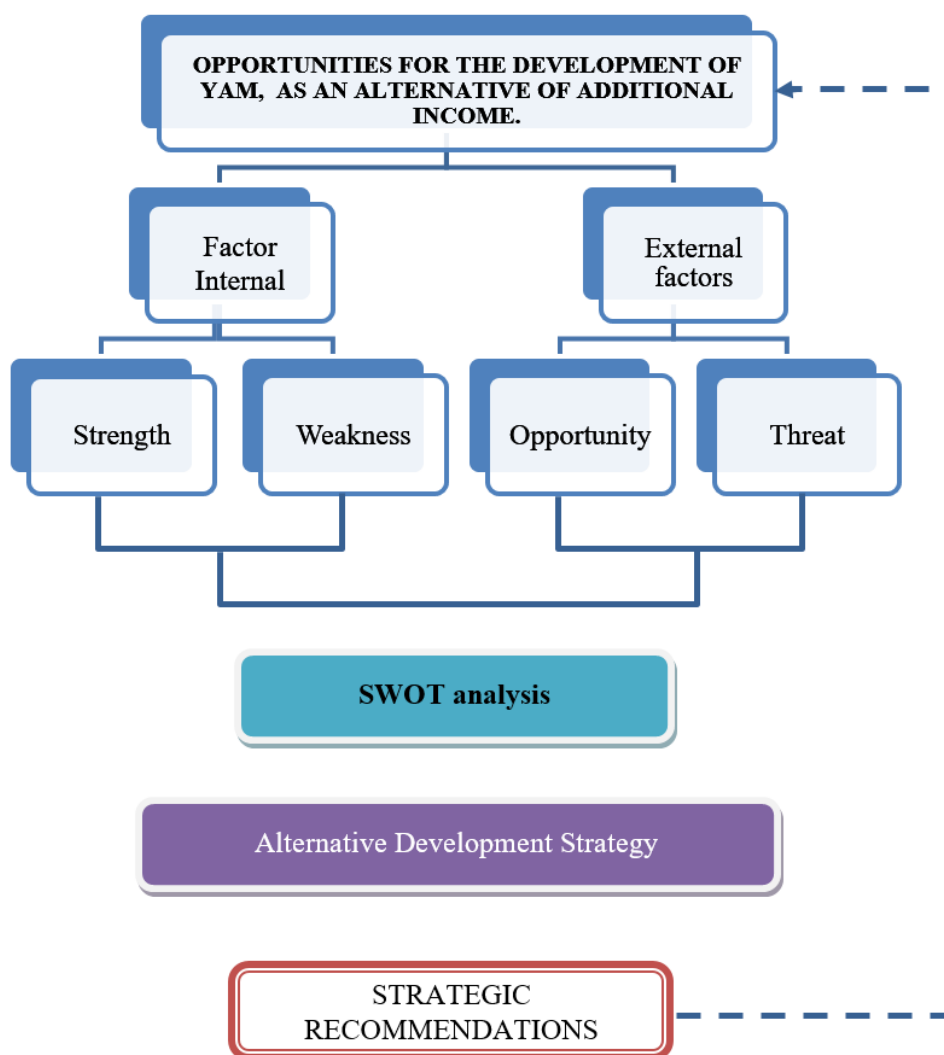 OPPORTUNITIES FOR THE DEVELOPMENT OF
YAM, AS AN ALTERNATIVE OF ADDITIONAL
INCOME.
Factor
Internal
External
factors
Strength
Weakness
Opportunity
Threat
SWOT analysis
Alternative Development Strategy
STRATEGIC
RECOMMENDATIONS